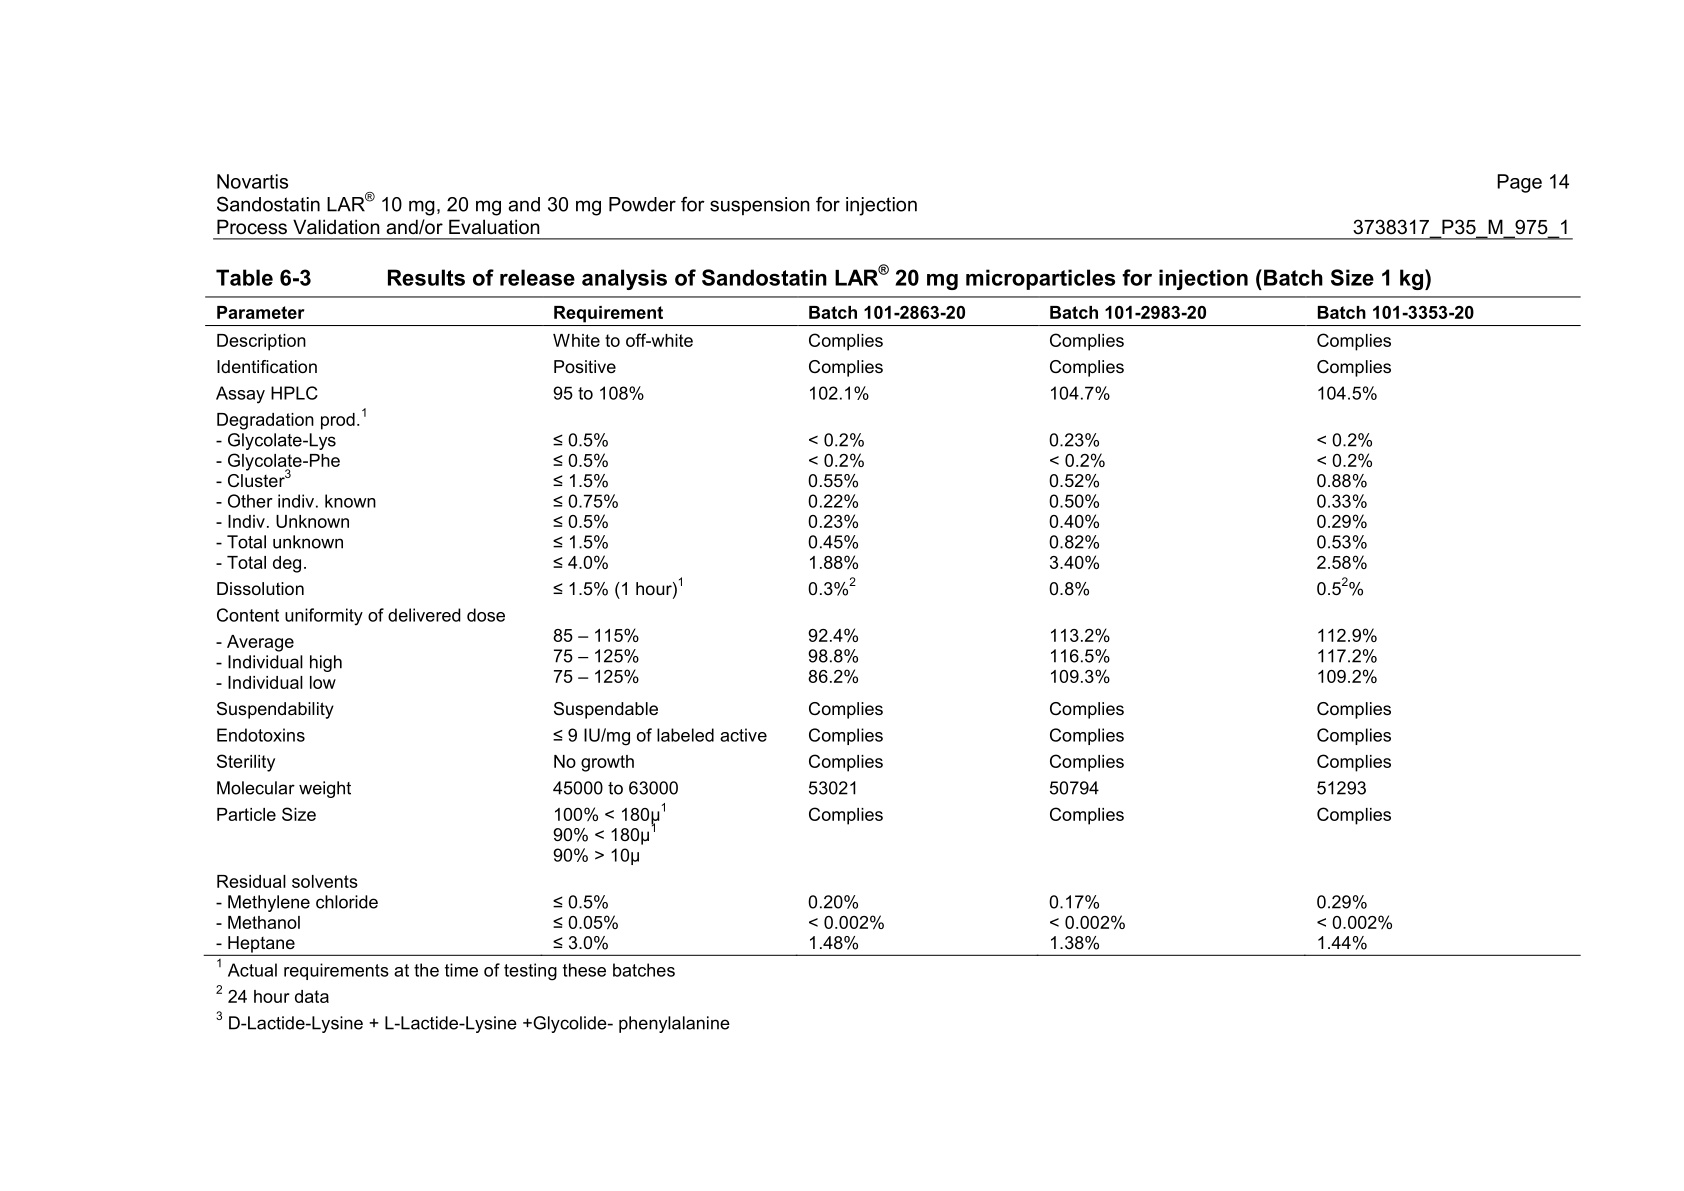 Novartis Page 14
Sandostatin LAR® 10 mg, 20 mg and 30 mg Powder for suspension for injection
Process Validation and/or Evaluation 3738317_P35_M_975_1
Table 6-3 Results of release analysis of Sandostatin LAR® 20 mg microparticles for injection (Batch Size 1 kg)
Parameter Requirement Batch 101-2863-20 Batch 101-2983-20 Batch 101-3353-20
Description White to off-white Complies Complies Complies
Identification Positive Complies Complies Complies
Assay HPLC 95 to 108% 102.1% 104.7% 104.5%
Degradation prod.1
- Glycolate-Lys ≤ 0.5% < 0.2% 0.23% < 0.2%
- Glycolate-Phe ≤ 0.5% < 0.2% < 0.2% < 0.2%
- Cluster3 ≤ 1.5% 0.55% 0.52% 0.88%
- Other indiv. known ≤ 0.75% 0.22% 0.50% 0.33%
- Indiv. Unknown ≤ 0.5% 0.23% 0.40% 0.29%
- Total unknown ≤ 1.5% 0.45% 0.82% 0.53%
- Total deg. ≤ 4.0% 1.88% 3.40% 2.58%
Dissolution ≤ 1.5% (1 hour)1 0.3%2 0.8% 0.52%
Content uniformity of delivered dose
- Average 85 – 115% 92.4% 113.2% 112.9%
- Individual high 75 – 125% 98.8% 116.5% 117.2%
- Individual low 75 – 125% 86.2% 109.3% 109.2%
Suspendability Suspendable Complies Complies Complies
Endotoxins ≤ 9 IU/mg of labeled active Complies Complies Complies
Sterility No growth Complies Complies Complies
Molecular weight 45000 to 63000 53021 50794 51293
Particle Size 100% < 180µ1 Complies Complies Complies
90% < 180µ1
90% > 10µ
Residual solvents
- Methylene chloride ≤ 0.5% 0.20% 0.17% 0.29%
- Methanol ≤ 0.05% < 0.002% < 0.002% < 0.002%
- Heptane ≤ 3.0% 1.48% 1.38% 1.44%
1 Actual requirements at the time of testing these batches
2 24 hour data
3 D-Lactide-Lysine + L-Lactide-Lysine +Glycolide- phenylalanine